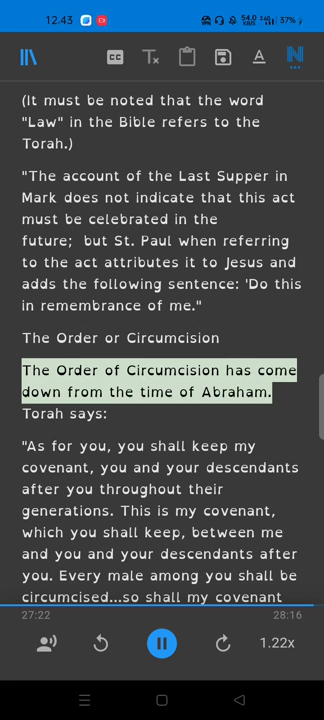 12.43
54.0
37%
CC
(It must be noted that the word
"Law" in the Bible refers to the
Torah.)
"The account of the Last Supper in
Mark does not indicate that this act
must be celebrated in the
future;  but St. Paul when referring
to the act attributes it to Jesus and
adds the following sentence: 'Do this
in remembrance of me."
The Order or Circumcision
The Order of Circumcision has come
down from the time of Abraham.
Torah says:
"As for you, you shall keep my
covenant, you and your descendants
after you throughout their
generations. This is my covenant,
which you shall keep, between me
and you and your descendants after
you. Every male among you shall be
circumcised...so shall my covenant
27:22
28:16
1.22x